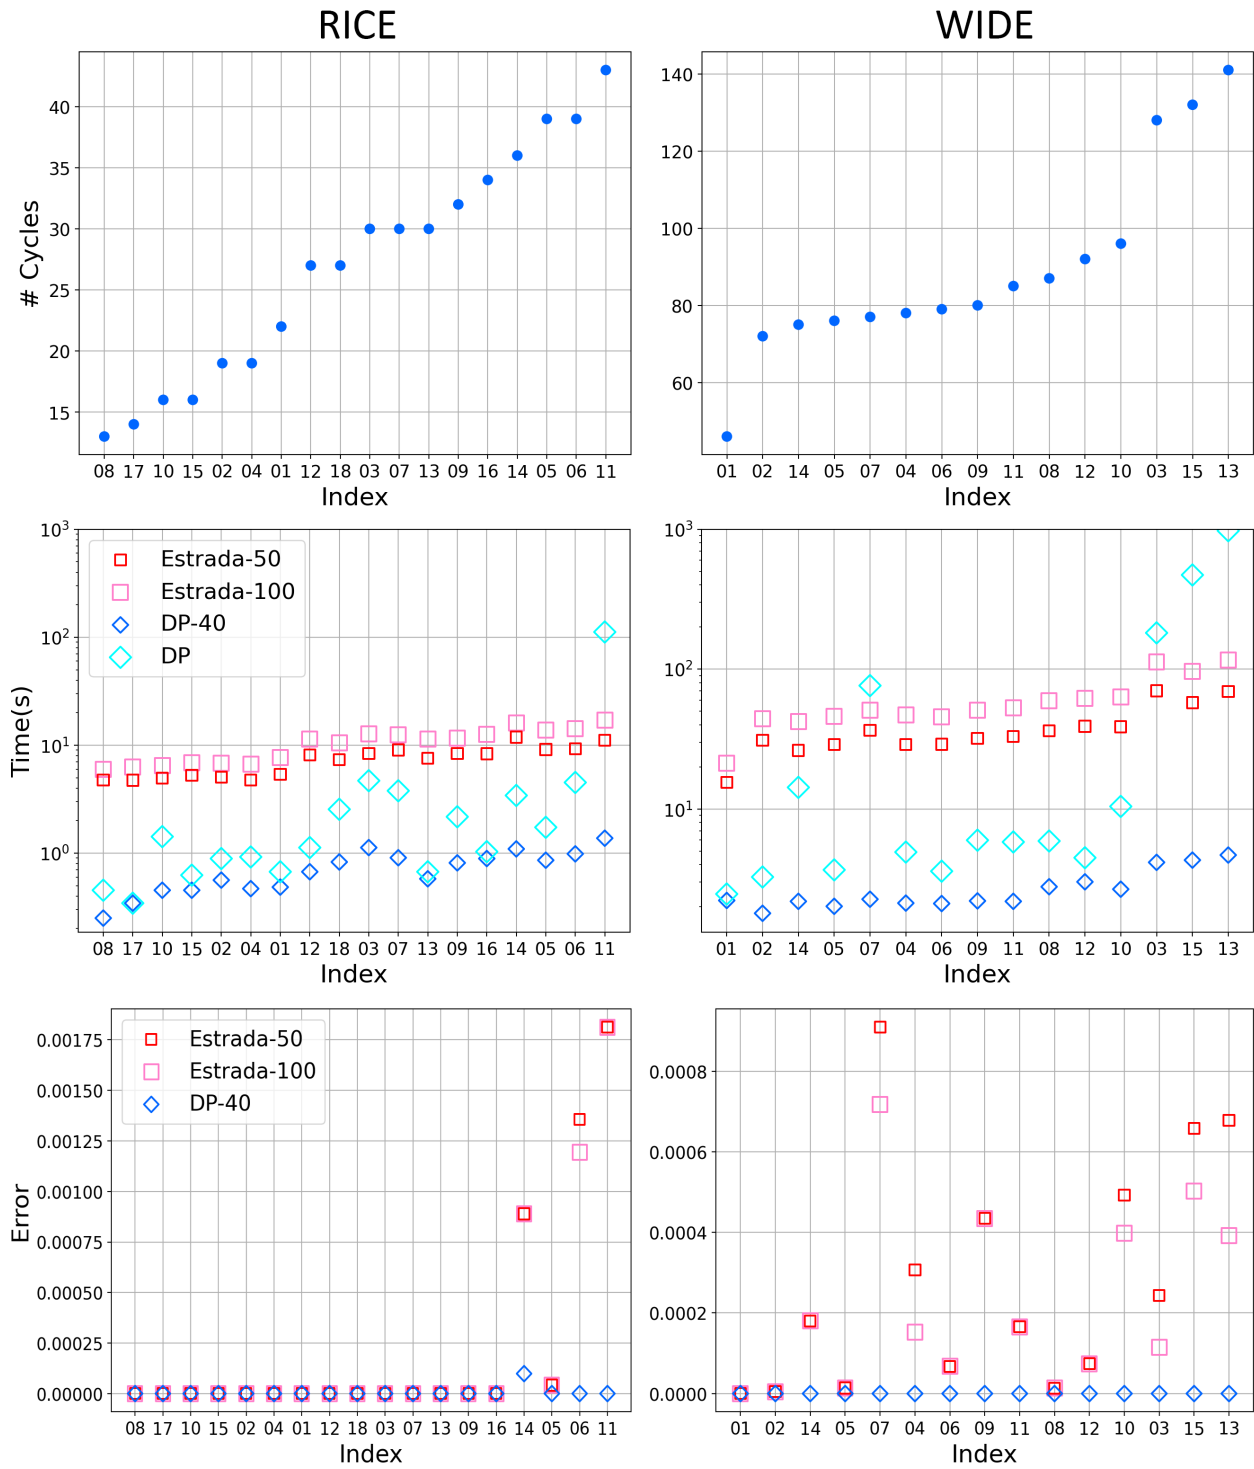 RICE
WIDE
# Cycles
40
35
30
25
20
15
08 17 10 15 02 04 01 12 18 03 07 13 09 16 14 05 06 11
Index
140
120
100
80
60
01 02 14 05 07 04 06 09 11 08 12 10 03 15 13
Index
Time(s)
10³
10²
10¹
10⁰
Estrada-50
Estrada-100
DP-40
DP
08 17 10 15 02 04 01 12 18 03 07 13 09 16 14 05 06 11
Index
10³
10²
10¹
01 02 14 05 07 04 06 09 11 08 12 10 03 15 13
Index
Error
0.00175
0.00150
0.00125
0.00100
0.00075
0.00050
0.00025
0.00000
Estrada-50
Estrada-100
DP-40
08 17 10 15 02 04 01 12 18 03 07 13 09 16 14 05 06 11
Index
0.0008
0.0006
0.0004
0.0002
0.0000
01 02 14 05 07 04 06 09 11 08 12 10 03 15 13
Index